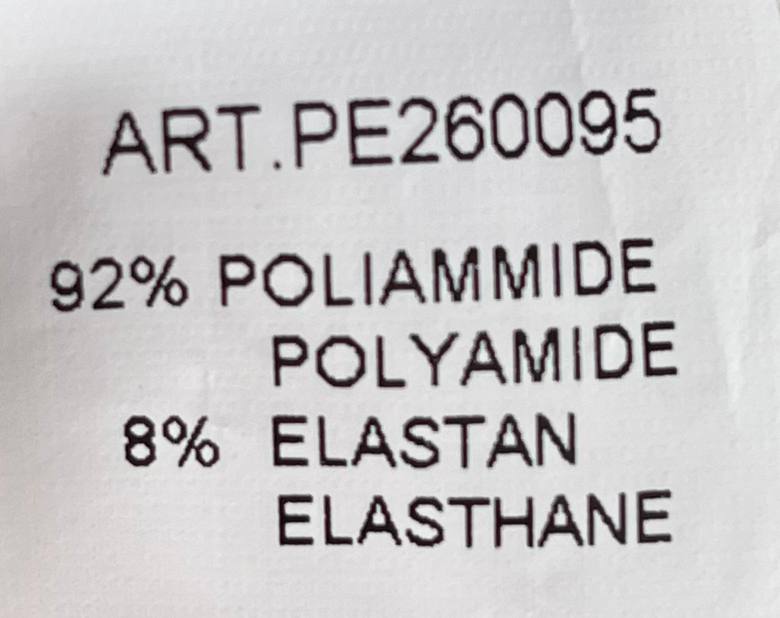 ART.PE260095
92% POLIAMMIDE
POLYAMIDE
8% ELASTAN
ELASTHANE